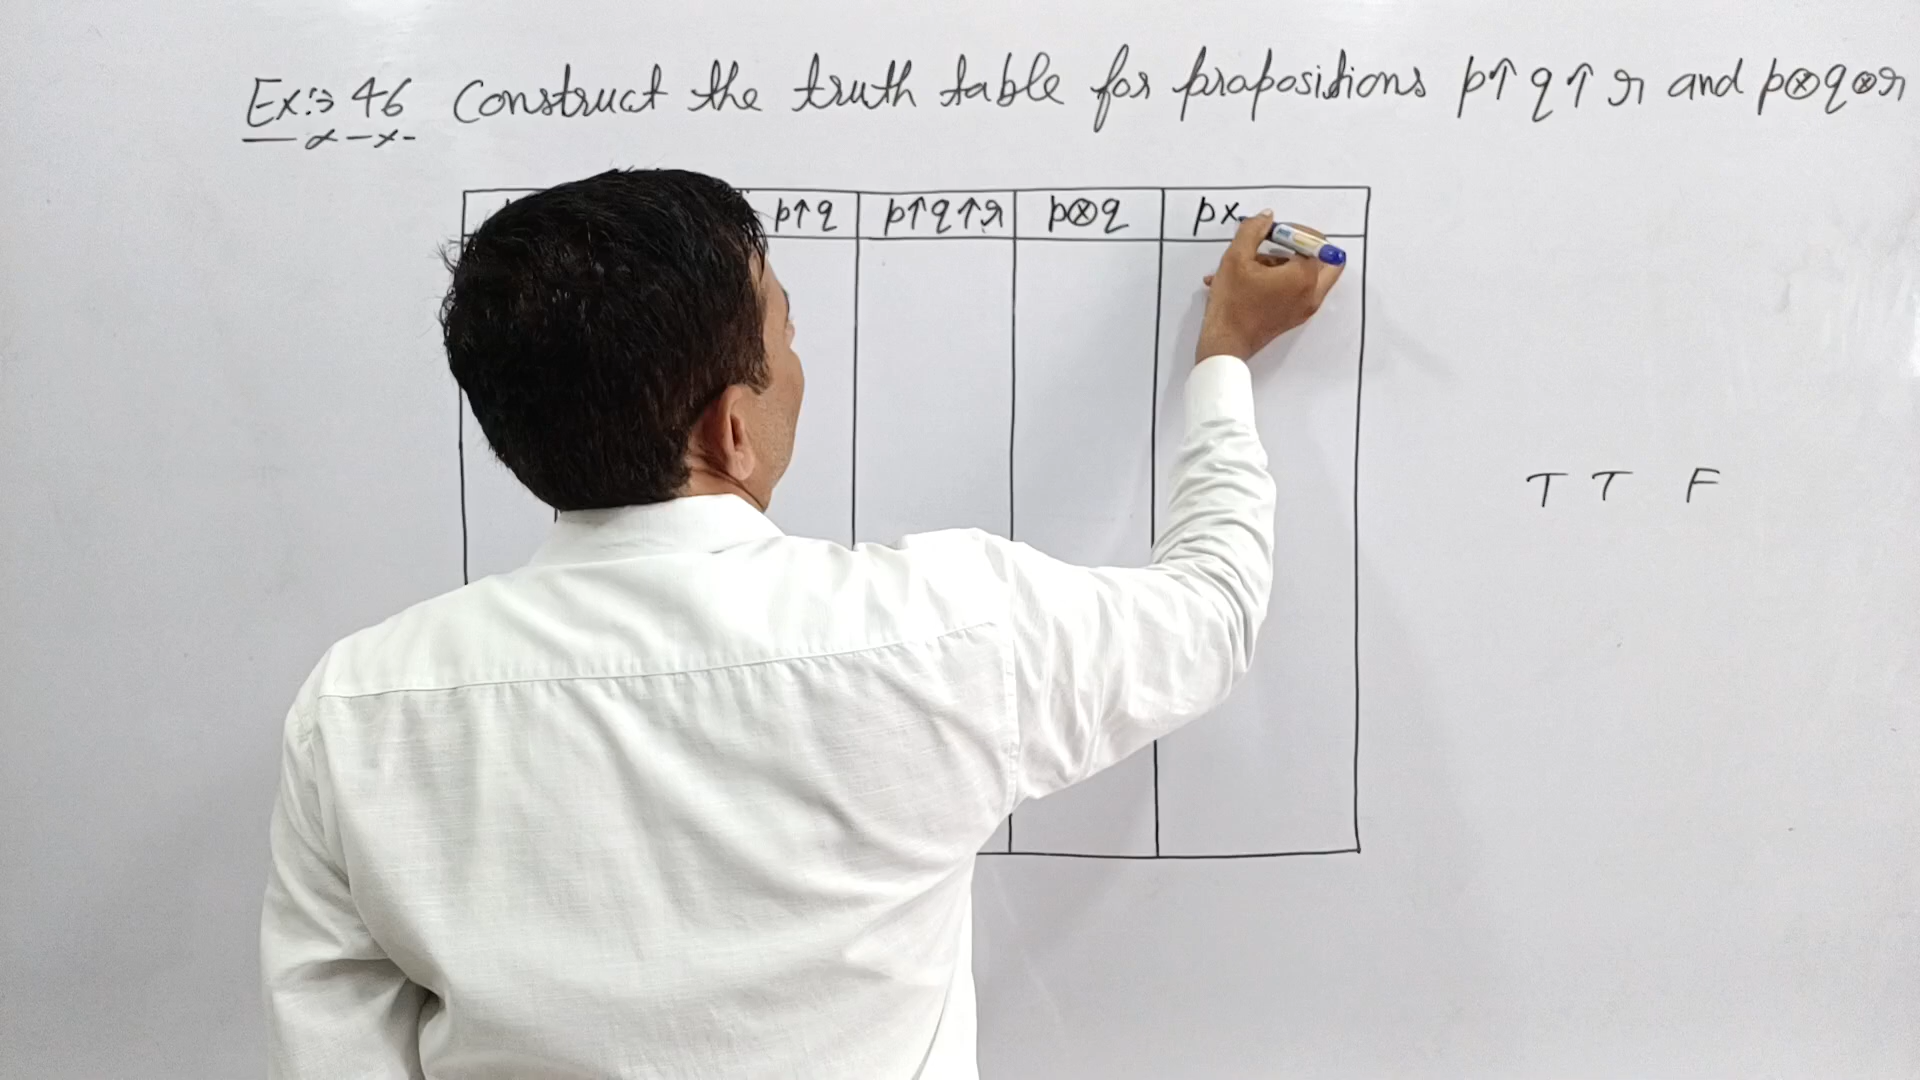 Ex:⇒ 46 Construct the truth table for propositions p↑q↑r and p⊗q⊗r
p↑q p↑q↑r p⊗q px
T T F